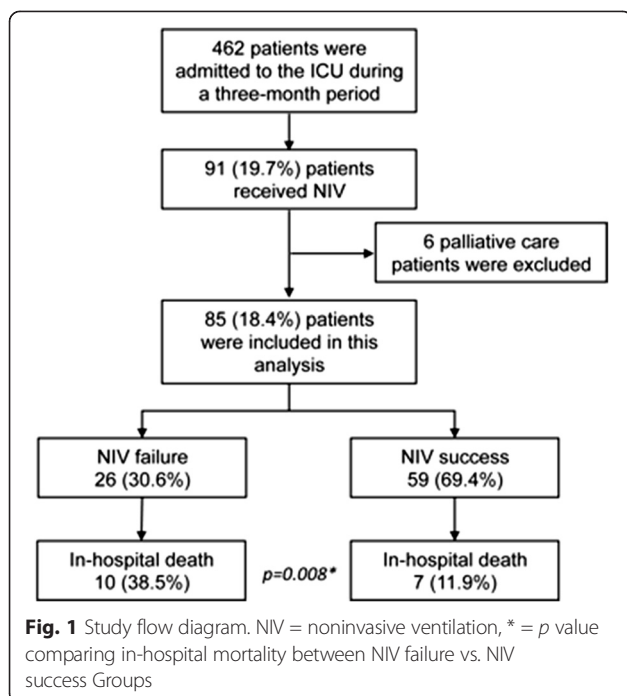 462 patients were
admitted to the ICU during
a three-month period
91 (19.7%) patients
received NIV
6 palliative care
patients were excluded
85 (18.4%) patients
were included in this
analysis
NIV failure
26 (30.6%)
NIV success
59 (69.4%)
In-hospital death
10 (38.5%)
p=0.008*
In-hospital death
7 (11.9%)
Fig. 1 Study flow diagram. NIV = noninvasive ventilation, * = p value
comparing in-hospital mortality between NIV failure vs. NIV
success Groups